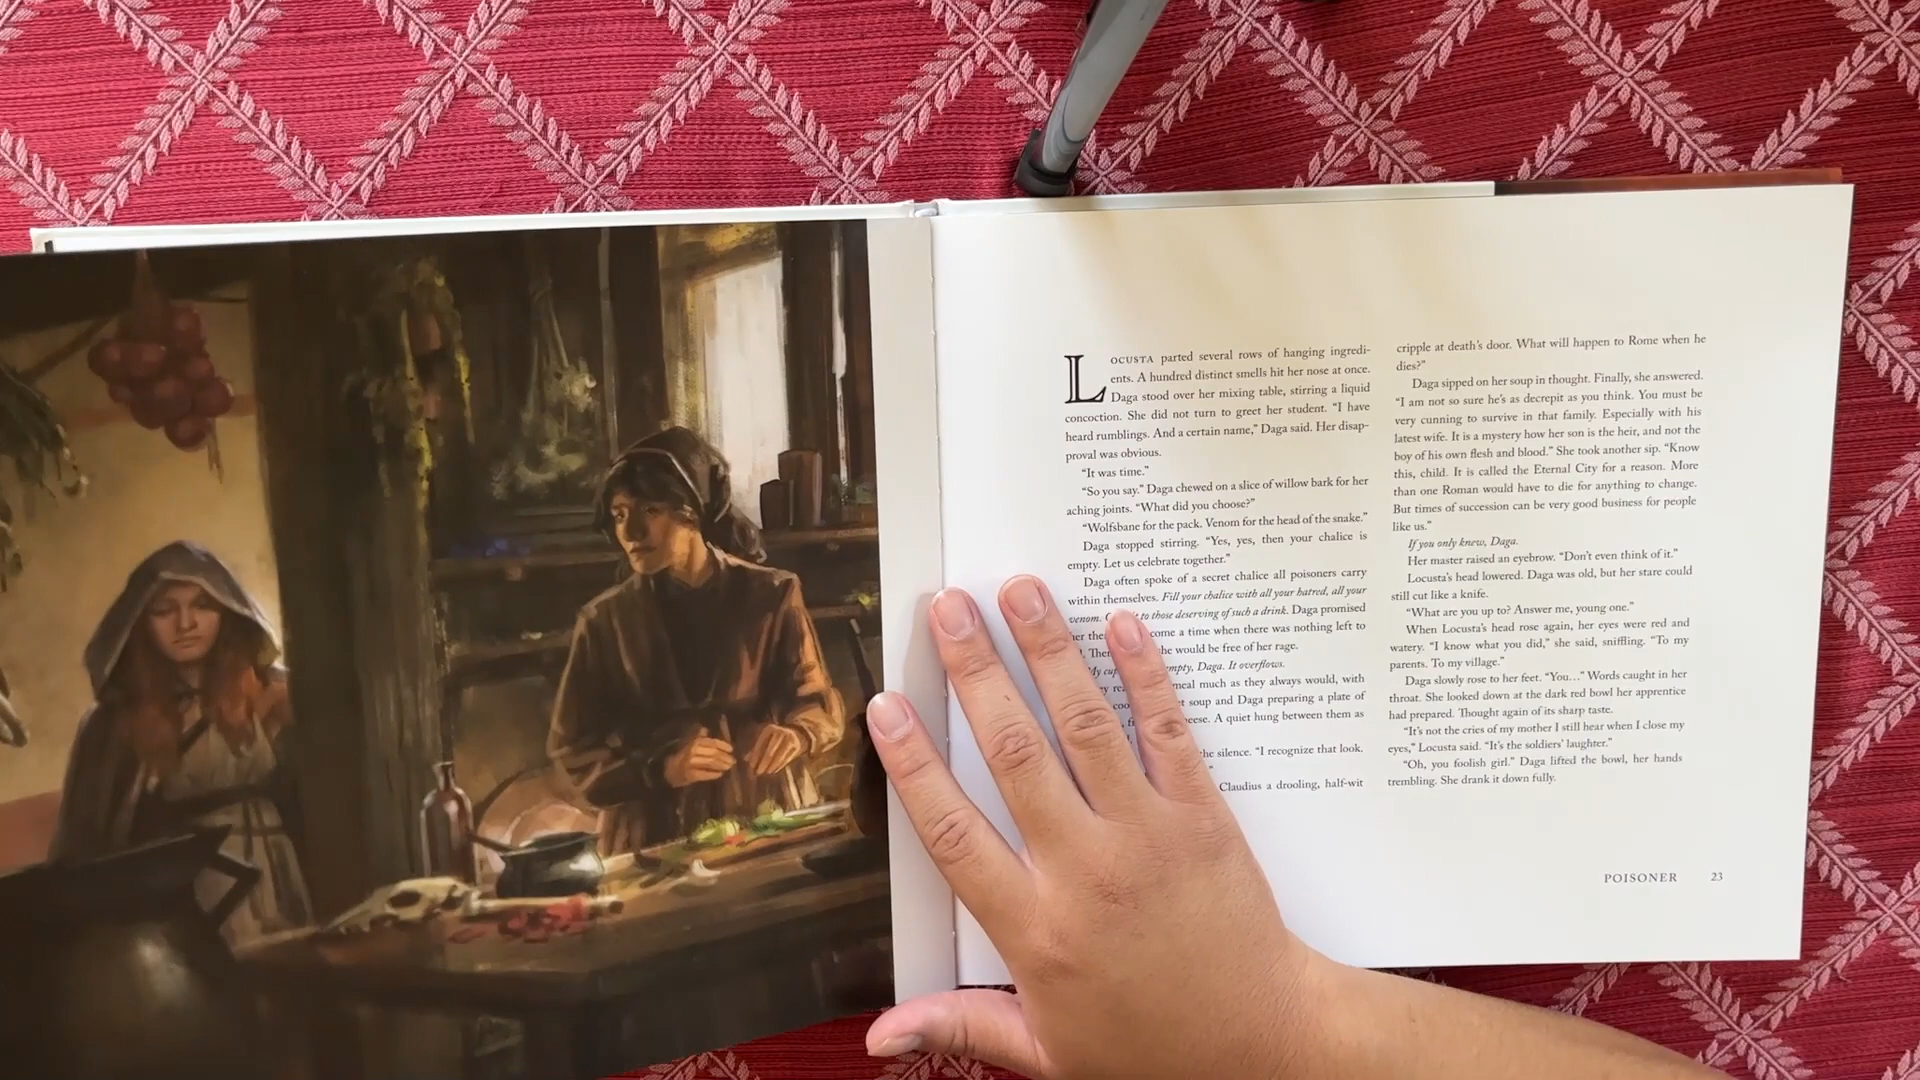 LOCUSTA parted several rows of hanging ingredi-
ents. A hundred distinct smells hit her nose at once.
Daga stood over her mixing table, stirring a liquid
concoction. She did not turn to greet her student. “I have
heard rumblings. And a certain name,” Daga said. Her disap-
proval was obvious.
“It was time.”
“So you say.” Daga chewed on a slice of willow bark for her
aching joints. “What did you choose?”
“Wolfsbane for the pack. Venom for the head of the snake.”
Daga stopped stirring. “Yes, yes, then your chalice is
empty. Let us celebrate together.”
Daga often spoke of a secret chalice all poisoners carry
within themselves. Fill your chalice with all your hatred, all your
venom. to those deserving of such a drink. Daga promised
her come a time when there was nothing left to
she would be free of her rage.
My Daga. It overflows.
meal much as they always would, with
soup and Daga preparing a plate of
A quiet hung between them as
silence. “I recognize that look.
”
Claudius a drooling, half-wit
cripple at death’s door. What will happen to Rome when he
dies?”
Daga sipped on her soup in thought. Finally, she answered.
“I am not so sure he’s as decrepit as you think. You must be
very cunning to survive in that family. Especially with his
latest wife. It is a mystery how her son is the heir, and not the
boy of his own flesh and blood.” She took another sip. “Know
this, child. It is called the Eternal City for a reason. More
than one Roman would have to die for anything to change.
But times of succession can be very good business for people
like us.”
If you only knew, Daga.
Her master raised an eyebrow. “Don’t even think of it.”
Locusta’s head lowered. Daga was old, but her stare could
still cut like a knife.
“What are you up to? Answer me, young one.”
When Locusta’s head rose again, her eyes were red and
watery. “I know what you did,” she said, sniffling. “To my
parents. To my village.”
Daga slowly rose to her feet. “You…” Words caught in her
throat. She looked down at the dark red bowl her apprentice
had prepared. Thought again of its sharp taste.
“It’s not the cries of my mother I still hear when I close my
eyes,” Locusta said. “It’s the soldiers’ laughter.”
“Oh, you foolish girl.” Daga lifted the bowl, her hands
trembling. She drank it down fully.
POISONER 23